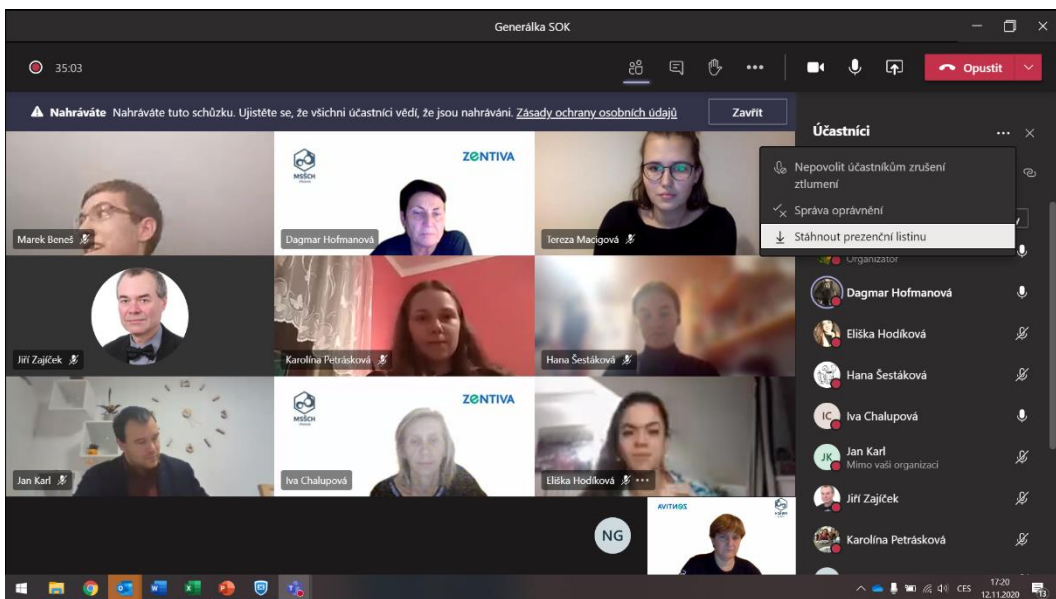 Generálka SOK
35:03
Opustit
Nahráváte Nahráváte tuto schůzku. Ujistěte se, že všichni účastníci vědí, že jsou nahráváni. Zásady ochrany osobních údajů
Zavřít
Účastníci
Nepovolit účastníkům zrušení
ztlumení
Správa oprávnění
Stáhnout prezenční listinu
Organizátor
MSŠCH
ZENTIVA
Marek Beneš
Dagmar Hofmanová
Tereza Macigová
Jiří Zajíček
Karolína Petrásková
Hana Šestáková
MSŠCH
ZENTIVA
Jan Karl
Iva Chalupová
Eliška Hodíková
NG
ZENTIVA
Dagmar Hofmanová
Eliška Hodíková
Hana Šestáková
IC
Iva Chalupová
JK
Jan Karl
Mimo vaši organizaci
Jiří Zajíček
Karolína Petrásková
CES
17:20
12.11.2020
13